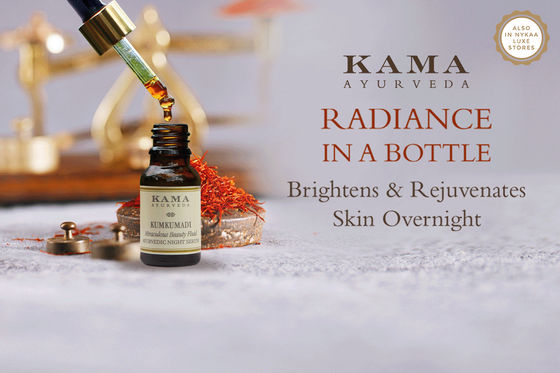 ALSO
IN NYKAA
LUXE
STORES
KAMA
AYURVEDA
RADIANCE
IN A BOTTLE
Brightens & Rejuvenates
Skin Overnight
KAMA
AYURVEDA
KUMKUMADI
Miraculous Beauty Fluid
AYURVEDIC NIGHT SERUM